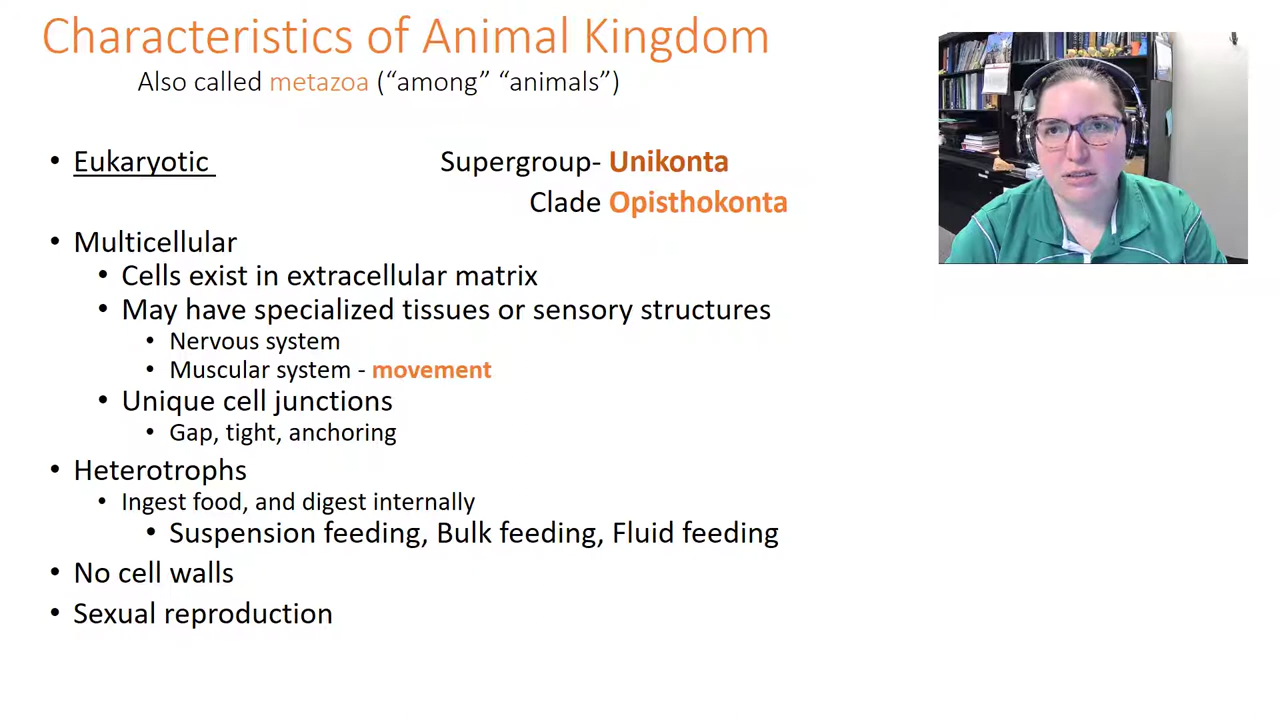 Characteristics of Animal Kingdom
Also called metazoa (“among” “animals”)
• Eukaryotic
Supergroup- Unikonta
Clade Opisthokonta
• Multicellular
• Cells exist in extracellular matrix
• May have specialized tissues or sensory structures
• Nervous system
• Muscular system - movement
• Unique cell junctions
• Gap, tight, anchoring
• Heterotrophs
• Ingest food, and digest internally
• Suspension feeding, Bulk feeding, Fluid feeding
• No cell walls
• Sexual reproduction